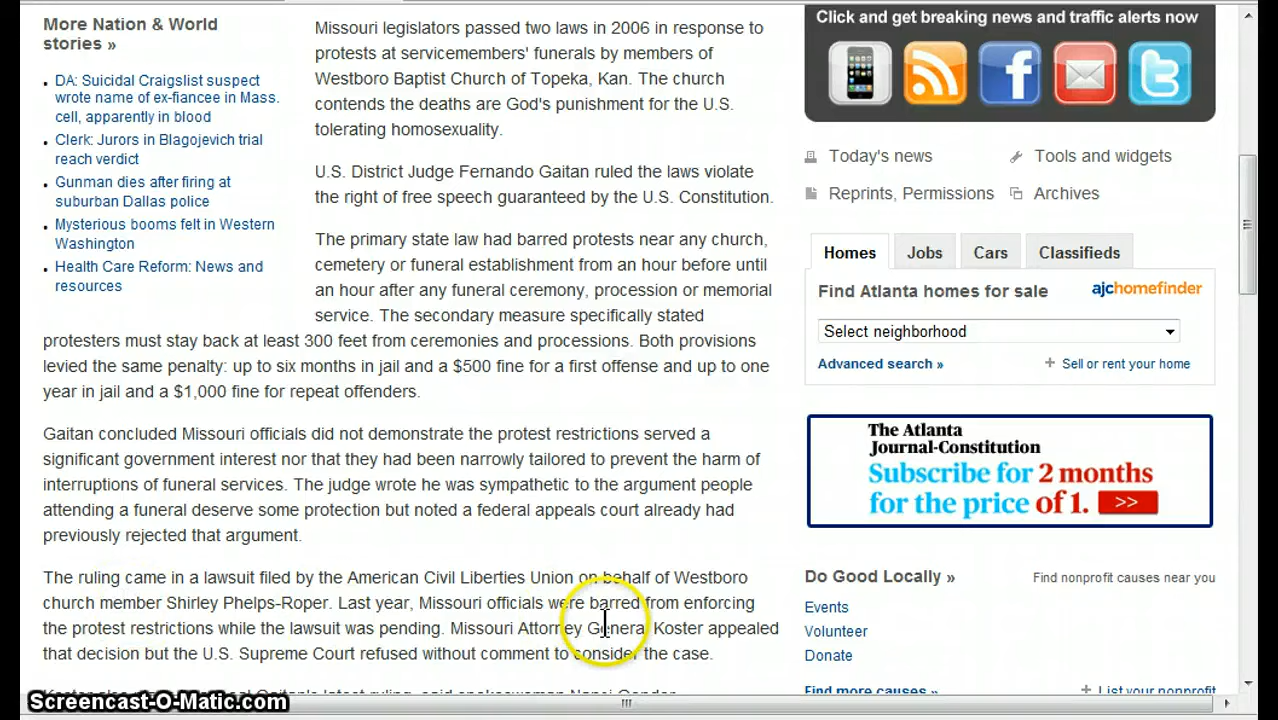 More Nation & World
stories »
DA: Suicidal Craigslist suspect
wrote name of ex-fiancee in Mass.
cell, apparently in blood
Clerk: Jurors in Blagojevich trial
reach verdict
Gunman dies after firing at
suburban Dallas police
Mysterious booms felt in Western
Washington
Health Care Reform: News and
resources
Missouri legislators passed two laws in 2006 in response to
protests at servicemembers' funerals by members of
Westboro Baptist Church of Topeka, Kan. The church
contends the deaths are God's punishment for the U.S.
tolerating homosexuality.
U.S. District Judge Fernando Gaitan ruled the laws violate
the right of free speech guaranteed by the U.S. Constitution.
The primary state law had barred protests near any church,
cemetery or funeral establishment from an hour before until
an hour after any funeral ceremony, procession or memorial
service. The secondary measure specifically stated
protesters must stay back at least 300 feet from ceremonies and processions. Both provisions
levied the same penalty: up to six months in jail and a $500 fine for a first offense and up to one
year in jail and a $1,000 fine for repeat offenders.
Gaitan concluded Missouri officials did not demonstrate the protest restrictions served a
significant government interest nor that they had been narrowly tailored to prevent the harm of
interruptions of funeral services. The judge wrote he was sympathetic to the argument people
attending a funeral deserve some protection but noted a federal appeals court already had
previously rejected that argument.
The ruling came in a lawsuit filed by the American Civil Liberties Union on behalf of Westboro
church member Shirley Phelps-Roper. Last year, Missouri officials were barred from enforcing
the protest restrictions while the lawsuit was pending. Missouri Attorney General Koster appealed
that decision but the U.S. Supreme Court refused without comment to consider the case.
Click and get breaking news and traffic alerts now
Today's news
Tools and widgets
Reprints, Permissions
Archives
Homes Jobs Cars Classifieds
Find Atlanta homes for sale
ajchomefinder
Select neighborhood
Advanced search »
+ Sell or rent your home
The Atlanta
Journal-Constitution
Subscribe for 2 months
for the price of 1. >>
Do Good Locally »
Find nonprofit causes near you
Events
Volunteer
Donate
Find more causes »
+ List your nonprofit
Screencast-O-Matic.com